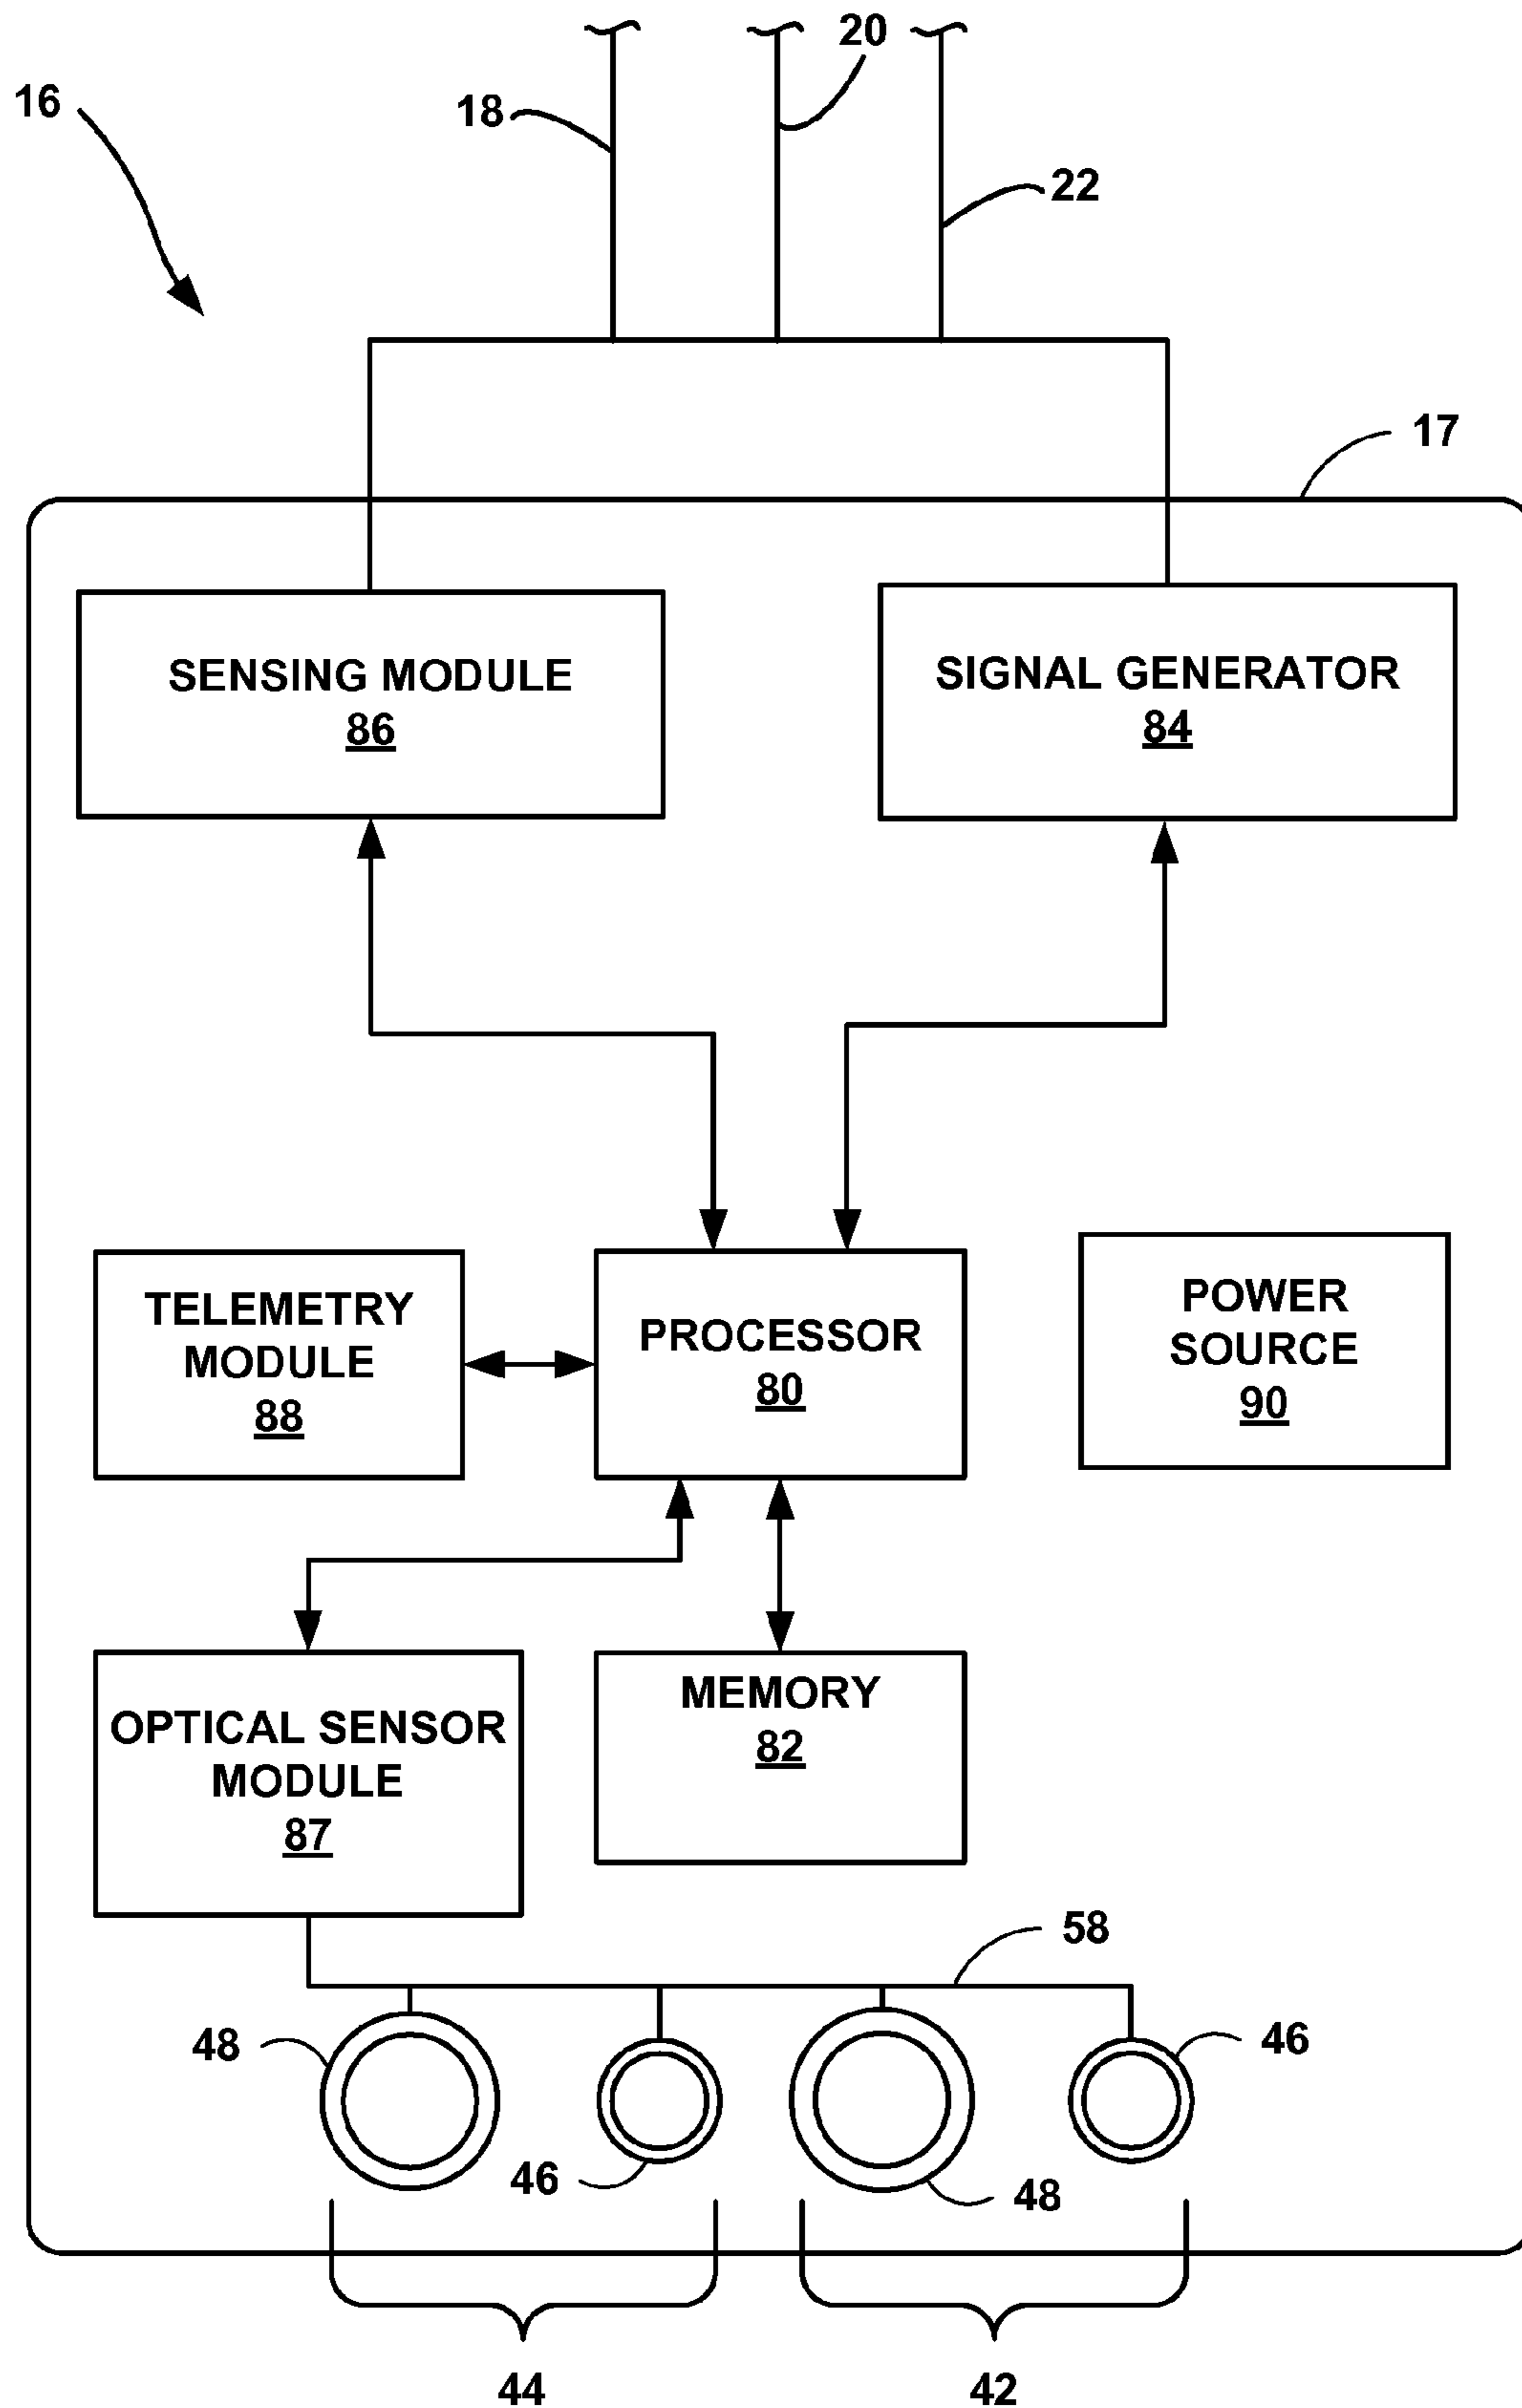 20
16
18
22
17
SENSING MODULE
86
SIGNAL GENERATOR
84
TELEMETRY
MODULE
88
PROCESSOR
80
POWER
SOURCE
90
OPTICAL SENSOR
MODULE
87
MEMORY
82
58
48
46
46
48
44
42